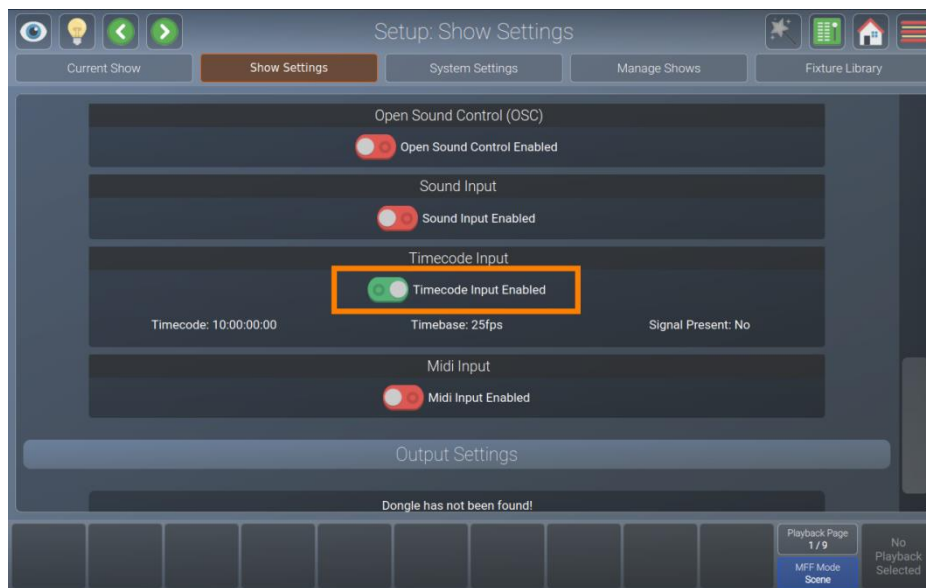 Setup: Show Settings
Current Show
Show Settings
System Settings
Manage Shows
Fixture Library
Open Sound Control (OSC)
Open Sound Control Enabled
Sound Input
Sound Input Enabled
Timecode Input
Timecode Input Enabled
Timecode: 10:00:00:00
Timebase: 25fps
Signal Present: No
Midi Input
Midi Input Enabled
Output Settings
Dongle has not been found!
Playback Page
1 / 9
MFF Mode
Scene
No
Playback
Selected